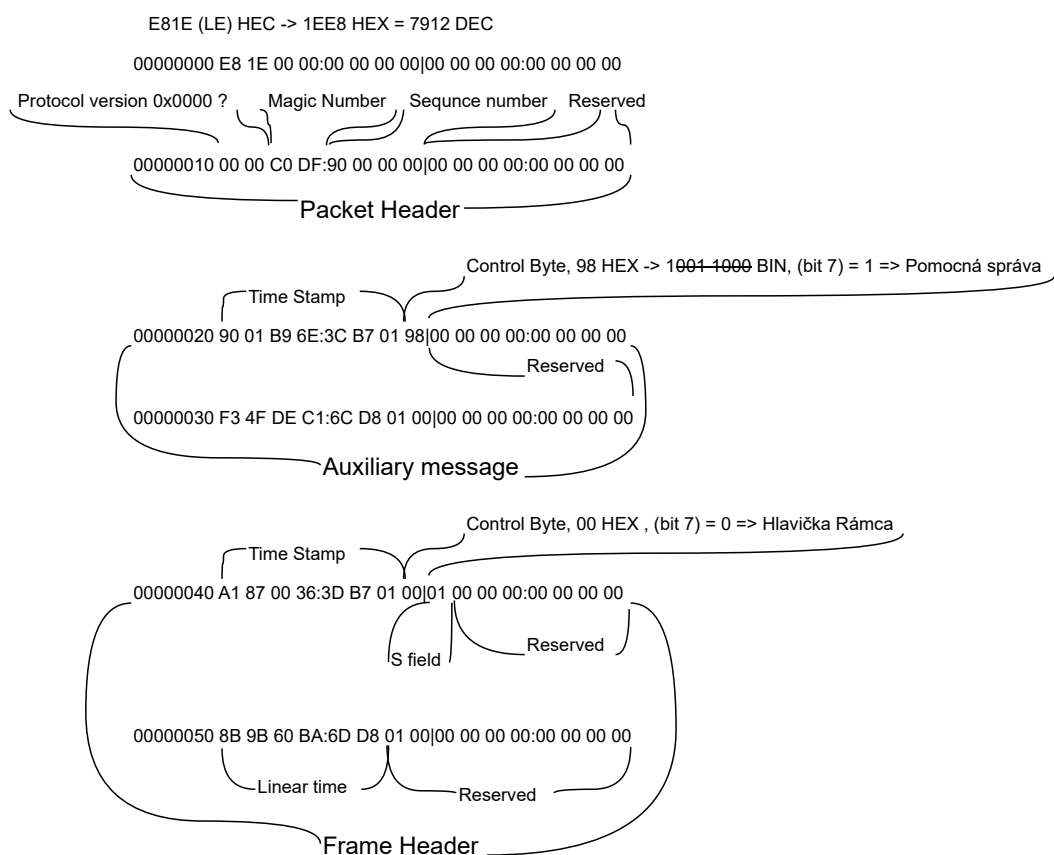 E81E (LE) HEC -> 1EE8 HEX = 7912 DEC
00000000 E8 1E 00 00:00 00 00 00|00 00 00 00:00 00 00 00
Protocol version 0x0000 ? Magic Number Sequnce number Reserved
00000010 00 00 C0 DF:90 00 00 00|00 00 00 00:00 00 00 00
Packet Header
Control Byte, 98 HEX -> 1001 1000 BIN, (bit 7) = 1 => Pomocná správa
Time Stamp
00000020 90 01 B9 6E:3C B7 01 98|00 00 00 00:00 00 00 00
Reserved
00000030 F3 4F DE C1:6C D8 01 00|00 00 00 00:00 00 00 00
Auxiliary message
Control Byte, 00 HEX , (bit 7) = 0 => Hlavička Rámca
Time Stamp
00000040 A1 87 00 36:3D B7 01 00|01 00 00 00:00 00 00 00
Reserved
S field
00000050 8B 9B 60 BA:6D D8 01 00|00 00 00 00:00 00 00 00
Linear time
Reserved
Frame Header